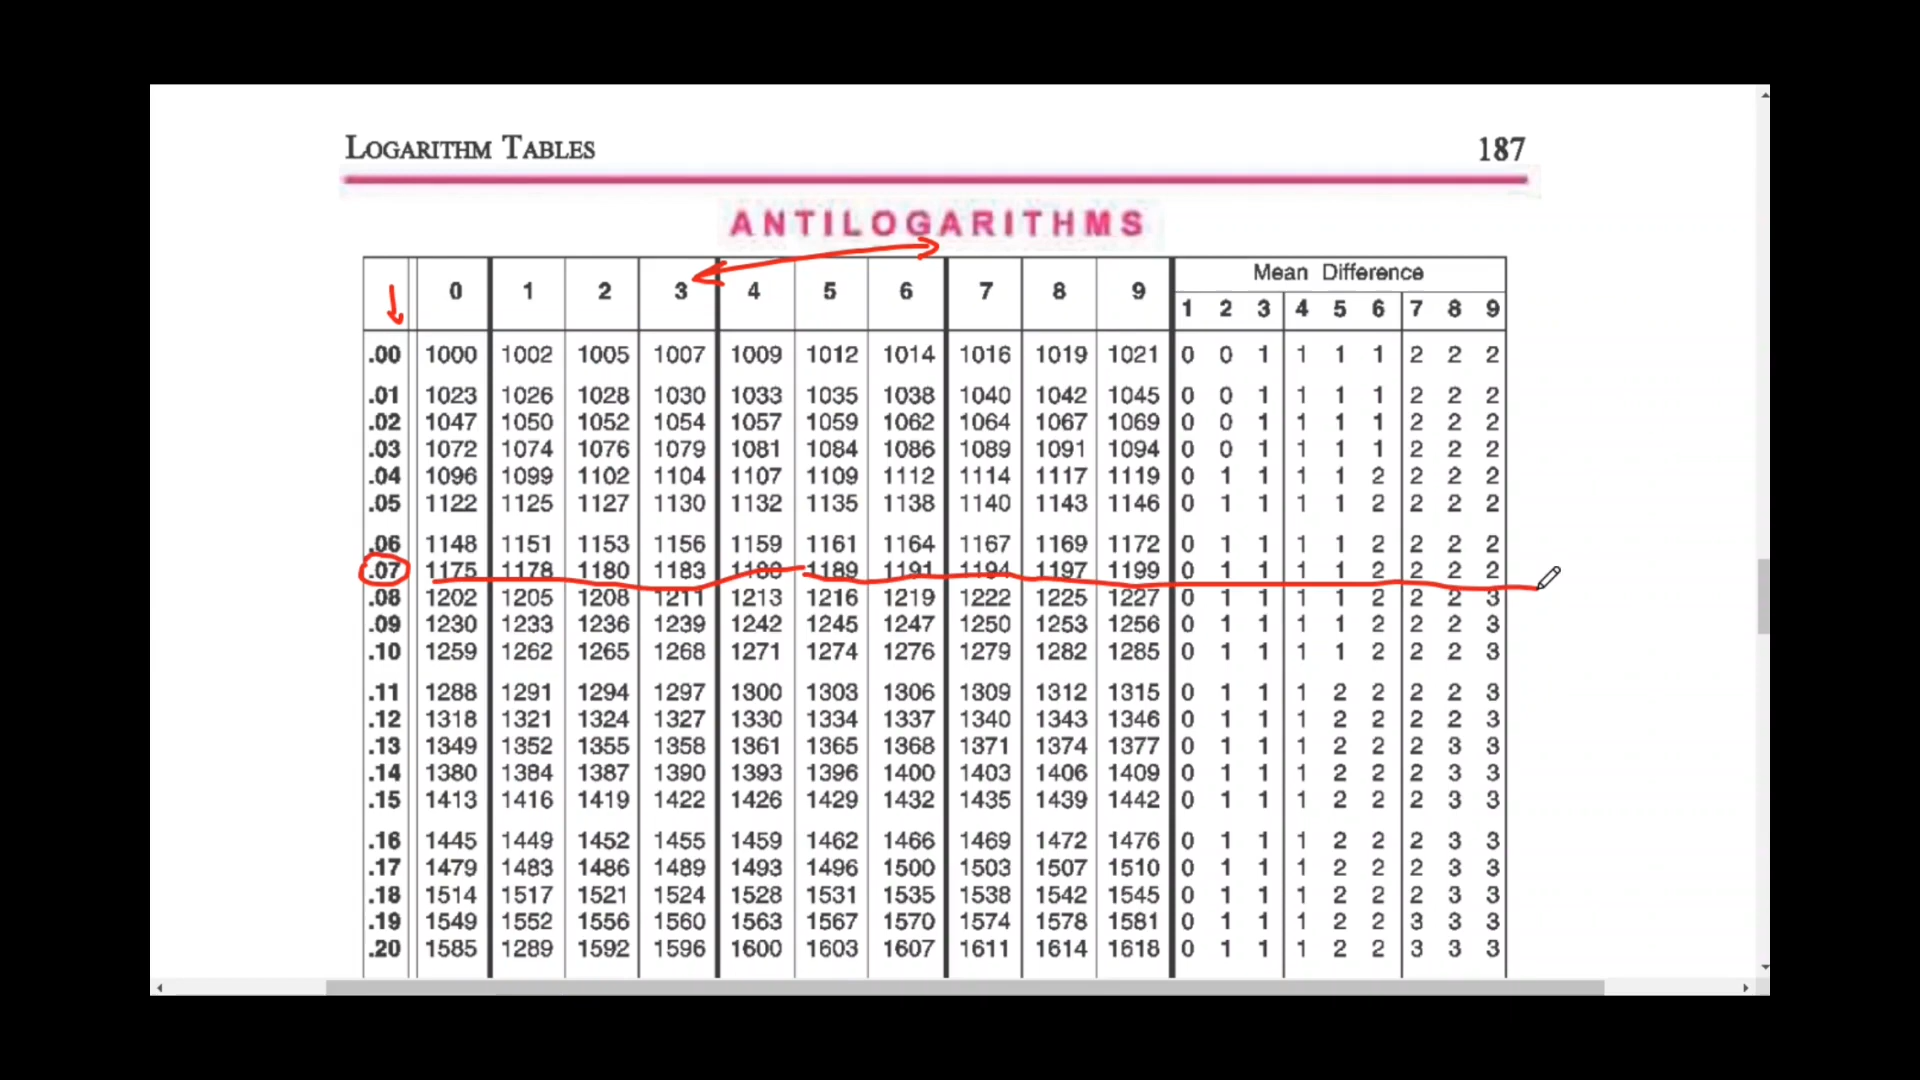 LOGARITHM TABLES 187
ANTILOGARITHMS
Mean Difference
0 1 2 3 4 5 6 7 8 9 1 2 3 4 5 6 7 8 9
.00 1000 1002 1005 1007 1009 1012 1014 1016 1019 1021 0 0 1 1 1 1 2 2 2
.01 1023 1026 1028 1030 1033 1035 1038 1040 1042 1045 0 0 1 1 1 1 2 2 2
.02 1047 1050 1052 1054 1057 1059 1062 1064 1067 1069 0 0 1 1 1 1 2 2 2
.03 1072 1074 1076 1079 1081 1084 1086 1089 1091 1094 0 0 1 1 1 1 2 2 2
.04 1096 1099 1102 1104 1107 1109 1112 1114 1117 1119 0 1 1 1 1 2 2 2 2
.05 1122 1125 1127 1130 1132 1135 1138 1140 1143 1146 0 1 1 1 1 2 2 2 2
.06 1148 1151 1153 1156 1159 1161 1164 1167 1169 1172 0 1 1 1 1 2 2 2 2
.07 1175 1178 1180 1183 1189 1191 1194 1197 1199 0 1 1 1 1 2 2 2 2
.08 1202 1205 1208 1211 1213 1216 1219 1222 1225 1227 0 1 1 1 1 2 2 2 3
.09 1230 1233 1236 1239 1242 1245 1247 1250 1253 1256 0 1 1 1 1 2 2 2 3
.10 1259 1262 1265 1268 1271 1274 1276 1279 1282 1285 0 1 1 1 1 2 2 2 3
.11 1288 1291 1294 1297 1300 1303 1306 1309 1312 1315 0 1 1 1 2 2 2 2 3
.12 1318 1321 1324 1327 1330 1334 1337 1340 1343 1346 0 1 1 1 2 2 2 2 3
.13 1349 1352 1355 1358 1361 1365 1368 1371 1374 1377 0 1 1 1 2 2 2 3 3
.14 1380 1384 1387 1390 1393 1396 1400 1403 1406 1409 0 1 1 1 2 2 2 3 3
.15 1413 1416 1419 1422 1426 1429 1432 1435 1439 1442 0 1 1 1 2 2 2 3 3
.16 1445 1449 1452 1455 1459 1462 1466 1469 1472 1476 0 1 1 1 2 2 2 3 3
.17 1479 1483 1486 1489 1493 1496 1500 1503 1507 1510 0 1 1 1 2 2 2 3 3
.18 1514 1517 1521 1524 1528 1531 1535 1538 1542 1545 0 1 1 1 2 2 2 3 3
.19 1549 1552 1556 1560 1563 1567 1570 1574 1578 1581 0 1 1 1 2 2 3 3 3
.20 1585 1289 1592 1596 1600 1603 1607 1611 1614 1618 0 1 1 1 2 2 3 3 3